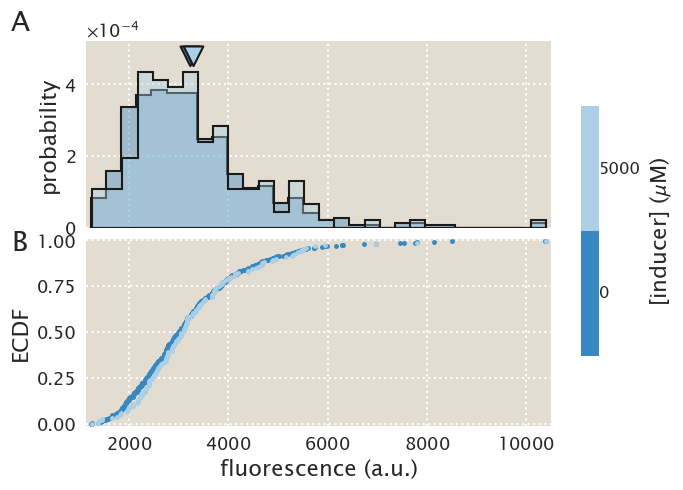 A
×10⁻⁴
probability
4
2
0
B
ECDF
1.00
0.75
0.50
0.25
0.00
2000 4000 6000 8000 10000
fluorescence (a.u.)
5000
0
[inducer] (μM)